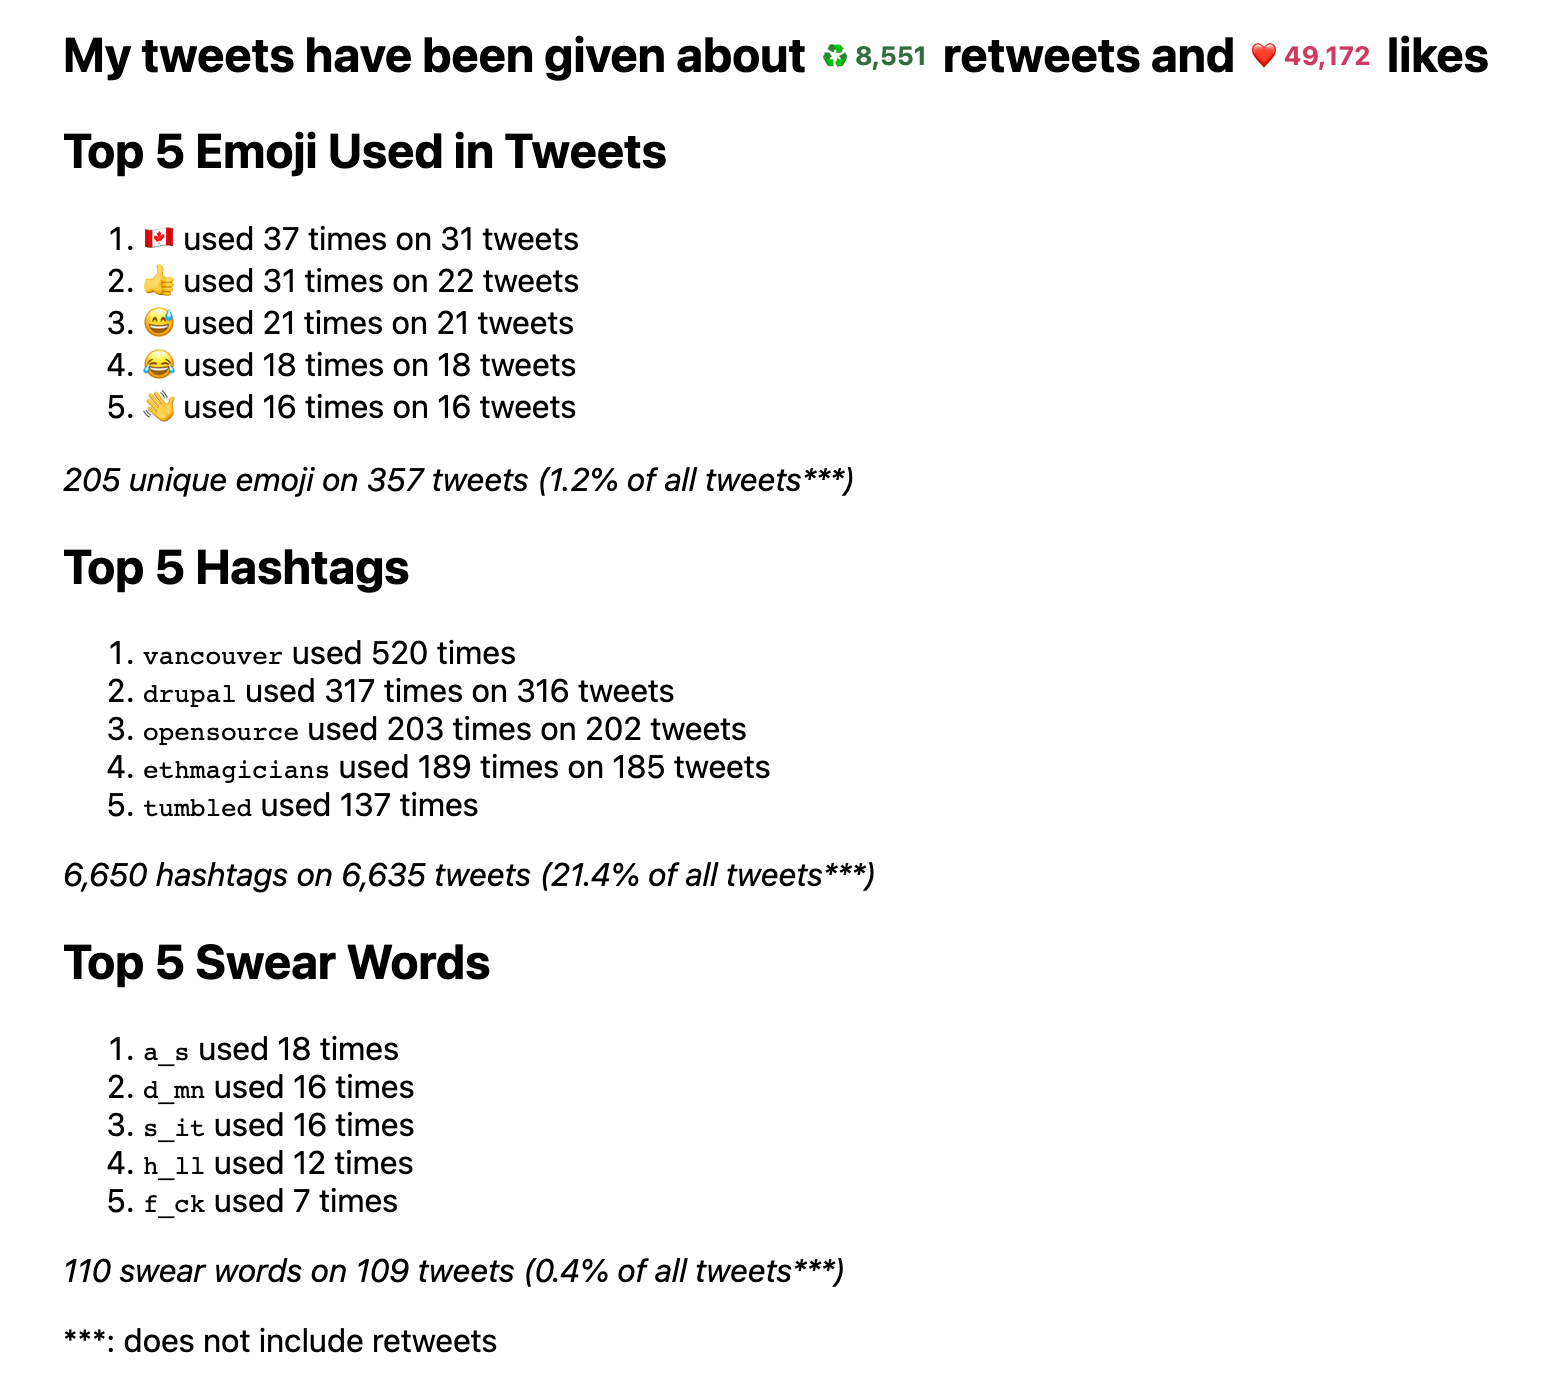 My tweets have been given about ♻️ 8,551 retweets and ❤️ 49,172 likes
Top 5 Emoji Used in Tweets
1. 🇨🇦 used 37 times on 31 tweets
2. 👍 used 31 times on 22 tweets
3. 😅 used 21 times on 21 tweets
4. 😂 used 18 times on 18 tweets
5. 👋 used 16 times on 16 tweets
205 unique emoji on 357 tweets (1.2% of all tweets***)
Top 5 Hashtags
1. vancouver used 520 times
2. drupal used 317 times on 316 tweets
3. opensource used 203 times on 202 tweets
4. ethmagicians used 189 times on 185 tweets
5. tumbled used 137 times
6,650 hashtags on 6,635 tweets (21.4% of all tweets***)
Top 5 Swear Words
1. a_s used 18 times
2. d_mn used 16 times
3. s_it used 16 times
4. h_ll used 12 times
5. f_ck used 7 times
110 swear words on 109 tweets (0.4% of all tweets***)
***: does not include retweets